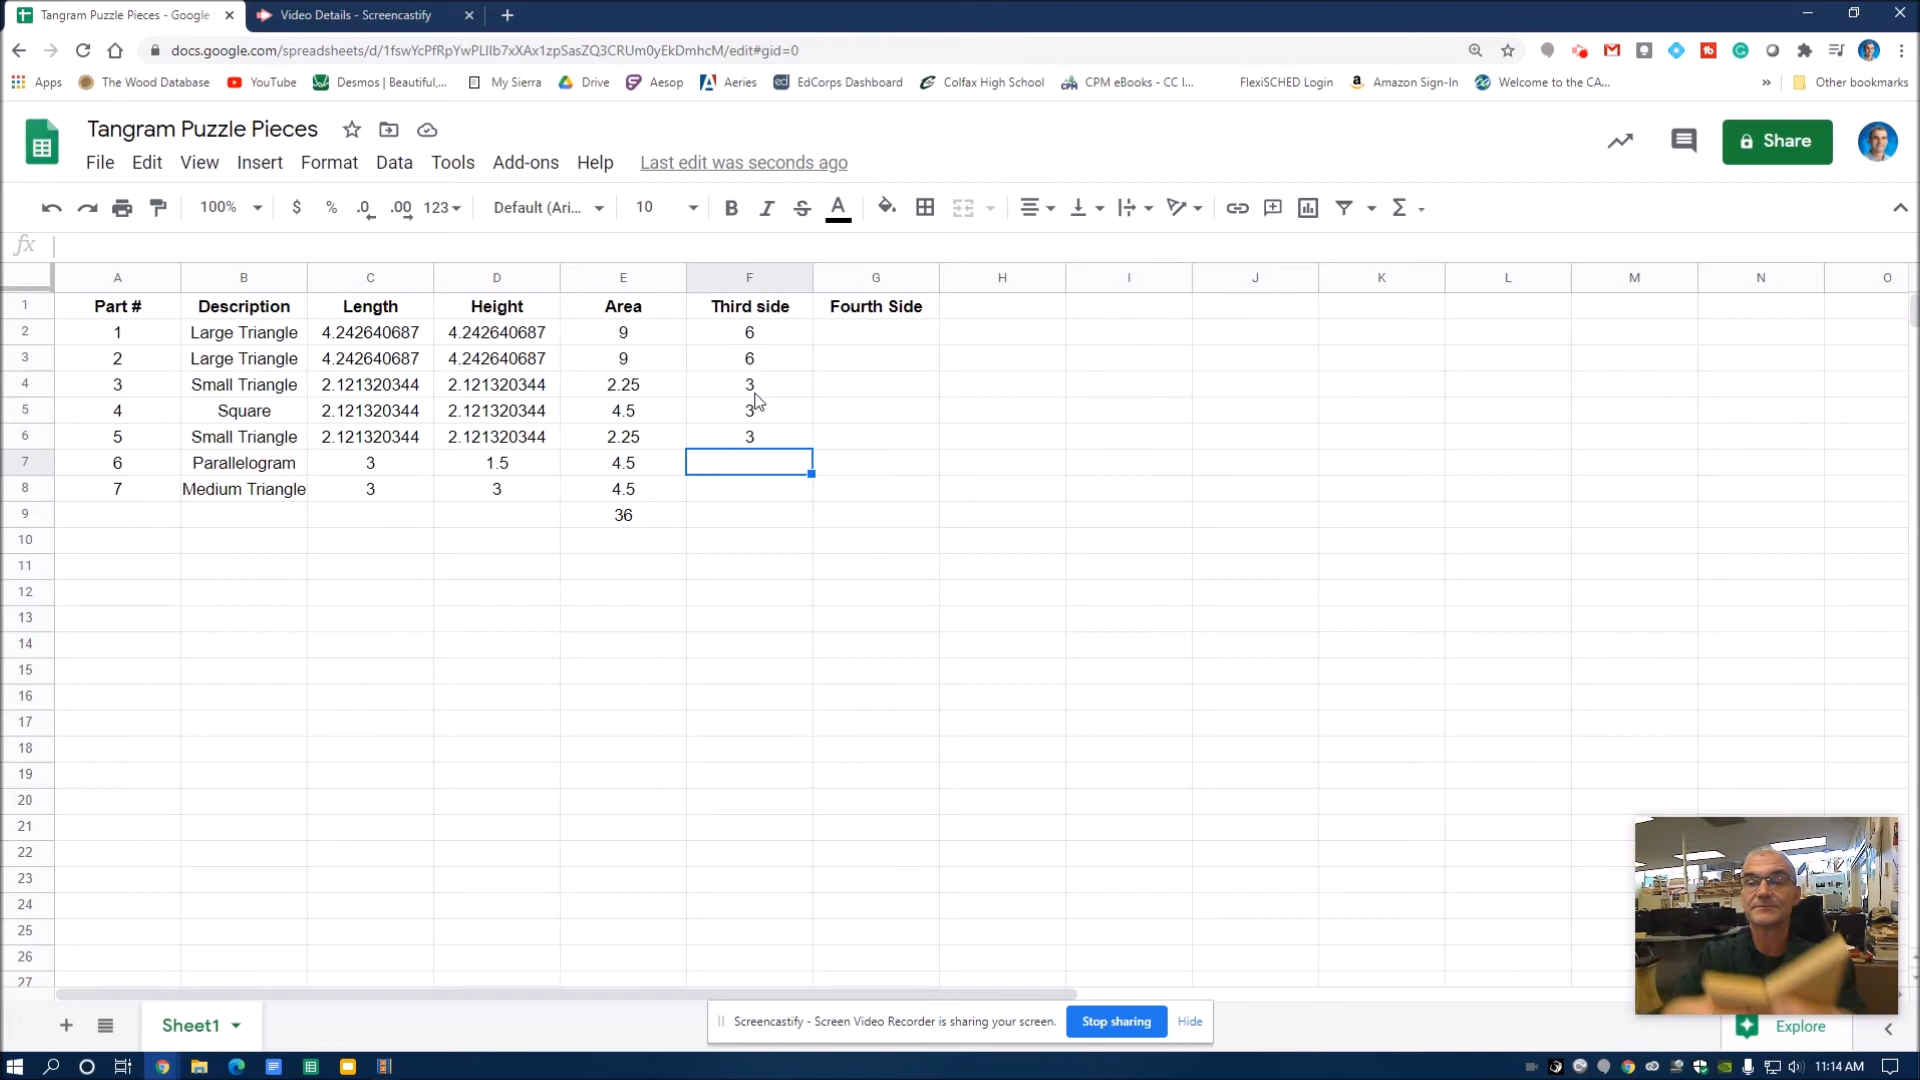 Tangram Puzzle Pieces - Google
Video Details - Screencastify
docs.google.com/spreadsheets/d/1fswYcPfRpYwPLIIb7xXAx1zpSasZQ3CRUm0yEkDmhcM/edit#gid=0
Apps The Wood Database YouTube Desmos | Beautiful,... My Sierra Drive Aesop Aeries EdCorps Dashboard Colfax High School CPM eBooks - CC I... FlexiSCHED Login Amazon Sign-In Welcome to the CA... » Other bookmarks
Tangram Puzzle Pieces
Share
File Edit View Insert Format Data Tools Add-ons Help Last edit was seconds ago
100% $ % .0 .00 123 Default (Ari... 10 B I S A Σ
fx
A B C D E F G H I J K L M N O
1 Part # Description Length Height Area Third side Fourth Side
2 1 Large Triangle 4.242640687 4.242640687 9 6
3 2 Large Triangle 4.242640687 4.242640687 9 6
4 3 Small Triangle 2.121320344 2.121320344 2.25 3
5 4 Square 2.121320344 2.121320344 4.5 3
6 5 Small Triangle 2.121320344 2.121320344 2.25 3
7 6 Parallelogram 3 1.5 4.5
8 7 Medium Triangle 3 3 4.5
9 36
10
11
12
13
14
15
16
17
18
19
20
21
22
23
24
25
26
27
Sheet1
Screencastify - Screen Video Recorder is sharing your screen. Stop sharing Hide
Explore
11:14 AM